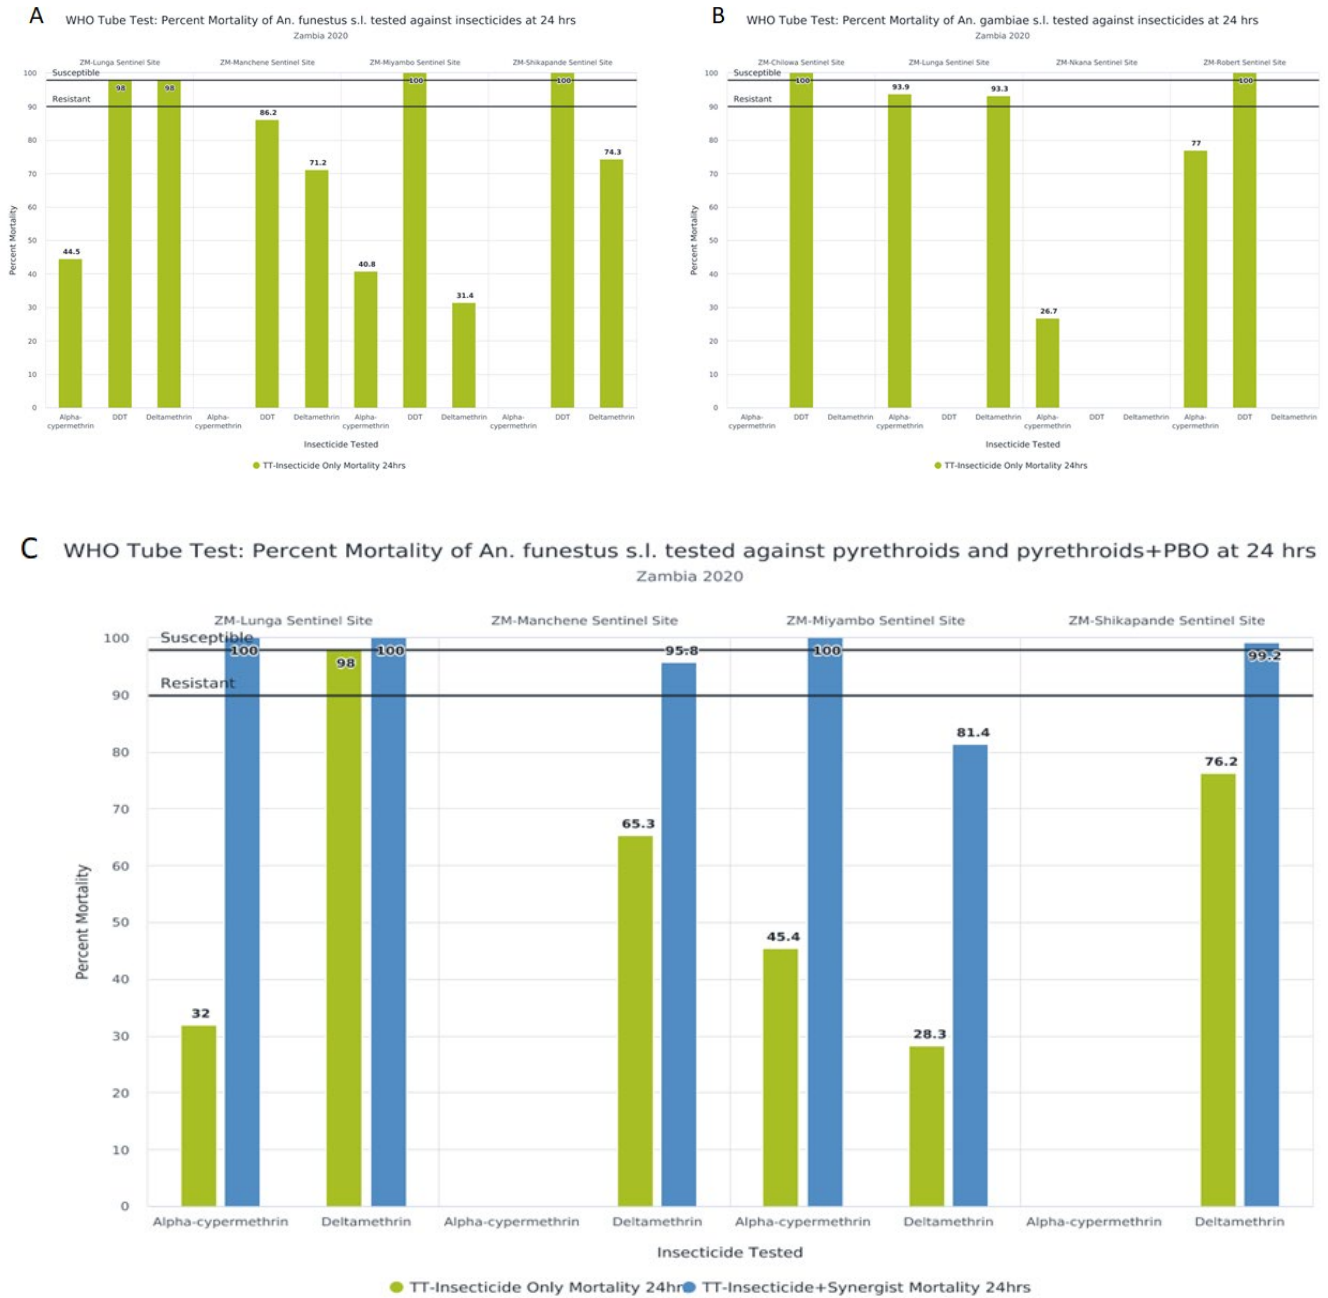 A
WHO Tube Test: Percent Mortality of An. funestus s.l. tested against insecticides at 24 hrs
Zambia 2020
ZM-Lunga Sentinel Site ZM-Manchene Sentinel Site ZM-Miyambo Sentinel Site ZM-Shikapande Sentinel Site
Susceptible
Resistant
100
90
80
70
60
50
40
30
20
10
0
Percent Mortality
44.5 98 98 86.2 71.2 40.8 100 31.4 100 74.3
Alpha-cypermethrin DDT Deltamethrin Alpha-cypermethrin DDT Deltamethrin Alpha-cypermethrin DDT Deltamethrin Alpha-cypermethrin DDT Deltamethrin
Insecticide Tested
TT-Insecticide Only Mortality 24hrs
B
WHO Tube Test: Percent Mortality of An. gambiae s.l. tested against insecticides at 24 hrs
Zambia 2020
ZM-Chilowa Sentinel Site ZM-Lunga Sentinel Site ZM-Nkana Sentinel Site ZM-Robert Sentinel Site
Susceptible
Resistant
100
90
80
70
60
50
40
30
20
10
0
Percent Mortality
100 93.9 93.3 26.7 77 100
Alpha-cypermethrin DDT Deltamethrin Alpha-cypermethrin DDT Deltamethrin Alpha-cypermethrin DDT Deltamethrin Alpha-cypermethrin DDT Deltamethrin
Insecticide Tested
TT-Insecticide Only Mortality 24hrs
C
WHO Tube Test: Percent Mortality of An. funestus s.l. tested against pyrethroids and pyrethroids+PBO at 24 hrs
Zambia 2020
ZM-Lunga Sentinel Site ZM-Manchene Sentinel Site ZM-Miyambo Sentinel Site ZM-Shikapande Sentinel Site
Susceptible
Resistant
100
90
80
70
60
50
40
30
20
10
0
Percent Mortality
32 100 98 100 65.3 95.8 45.4 100 28.3 81.4 76.2 99.2
Alpha-cypermethrin Deltamethrin Alpha-cypermethrin Deltamethrin Alpha-cypermethrin Deltamethrin Alpha-cypermethrin Deltamethrin
Insecticide Tested
TT-Insecticide Only Mortality 24hr TT-Insecticide+Synergist Mortality 24hrs